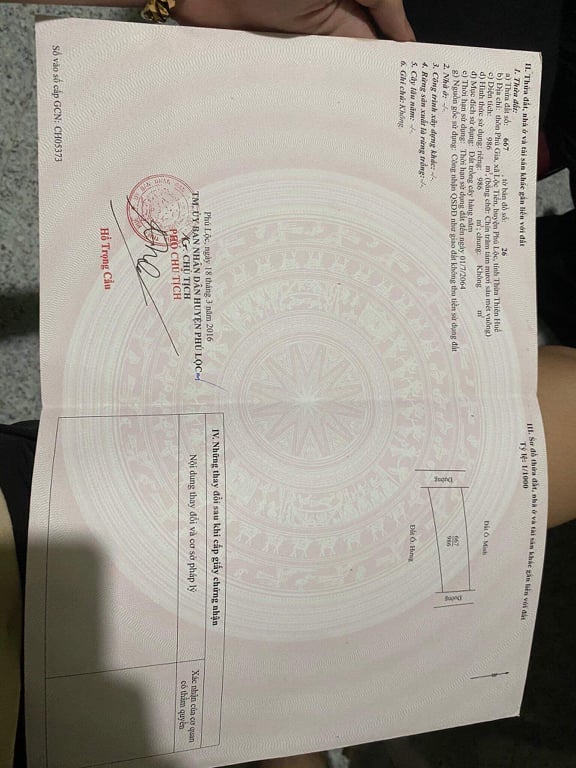 II. Thửa đất, nhà ở và tài sản khác gắn liền với đất
1. Thửa đất:
a) Thửa đất số: 667 , tờ bản đồ số: 26
b) Địa chỉ: thôn Phú Gia, xã Lộc Tiến, huyện Phú Lộc, tỉnh Thừa Thiên Huế
c) Diện tích: 986 m², (bằng chữ: Chín trăm tám mươi sáu mét vuông)
d) Hình thức sử dụng: riêng: 986 m²; chung: Không m²
đ) Mục đích sử dụng: Đất trồng cây hàng năm
e) Thời hạn sử dụng: Thời hạn sử dụng đất đến ngày 01/7/2064
g) Nguồn gốc sử dụng: Công nhận QSDĐ như giao đất không thu tiền sử dụng đất
2. Nhà ở: -/-.
3. Công trình xây dựng khác: -/-.
4. Rừng sản xuất là rừng trồng:-/-.
5. Cây lâu năm: -/-.
6. Ghi chú: Không
Phú Lộc, ngày 18 tháng 3 năm 2016
TM. ỦY BAN NHÂN DÂN HUYỆN PHÚ LỘC
KT. CHỦ TỊCH
PHÓ CHỦ TỊCH
Hồ Trọng Cầu
Số vào sổ cấp GCN: CH05373
III. Sơ đồ thửa đất, nhà ở và tài sản khác gắn liền với đất
Tỷ lệ: 1/1000
B
Đất Ô. Minh
Đường
667
986
Đường
Đất Ô. Hưng
IV. Những thay đổi sau khi cấp giấy chứng nhận
Nội dung thay đổi và cơ sở pháp lý
Xác nhận của cơ quan
có thẩm quyền